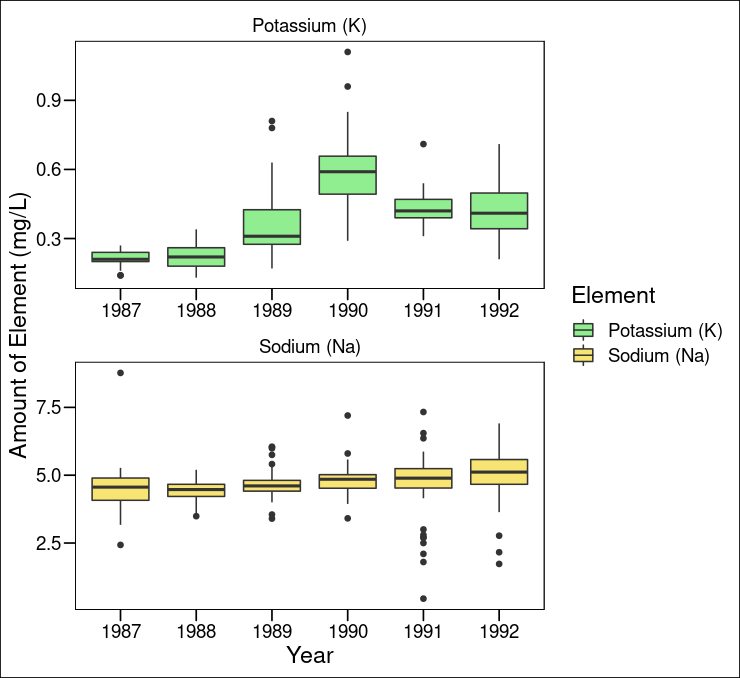 Potassium (K)
0.9
0.6
0.3
1987 1988 1989 1990 1991 1992
Amount of Element (mg/L)
Sodium (Na)
7.5
5.0
2.5
1987 1988 1989 1990 1991 1992
Year
Element
Potassium (K)
Sodium (Na)